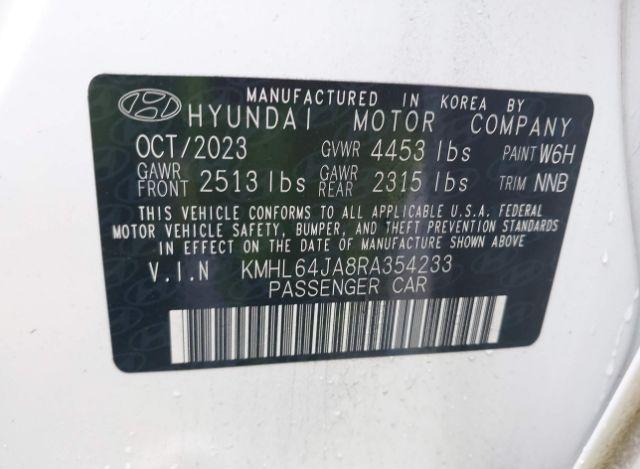 MANUFACTURED IN KOREA BY
HYUNDAI MOTOR COMPANY
OCT/2023 GVWR 4453 lbs PAINT W6H
GAWR FRONT 2513 lbs GAWR REAR 2315 lbs TRIM NNB
THIS VEHICLE CONFORMS TO ALL APPLICABLE U.S.A. FEDERAL
MOTOR VEHICLE SAFETY, BUMPER, AND THEFT PREVENTION STANDARDS
IN EFFECT ON THE DATE OF MANUFACTURE SHOWN ABOVE.
V.I.N KMHL64JA8RA354233
PASSENGER CAR